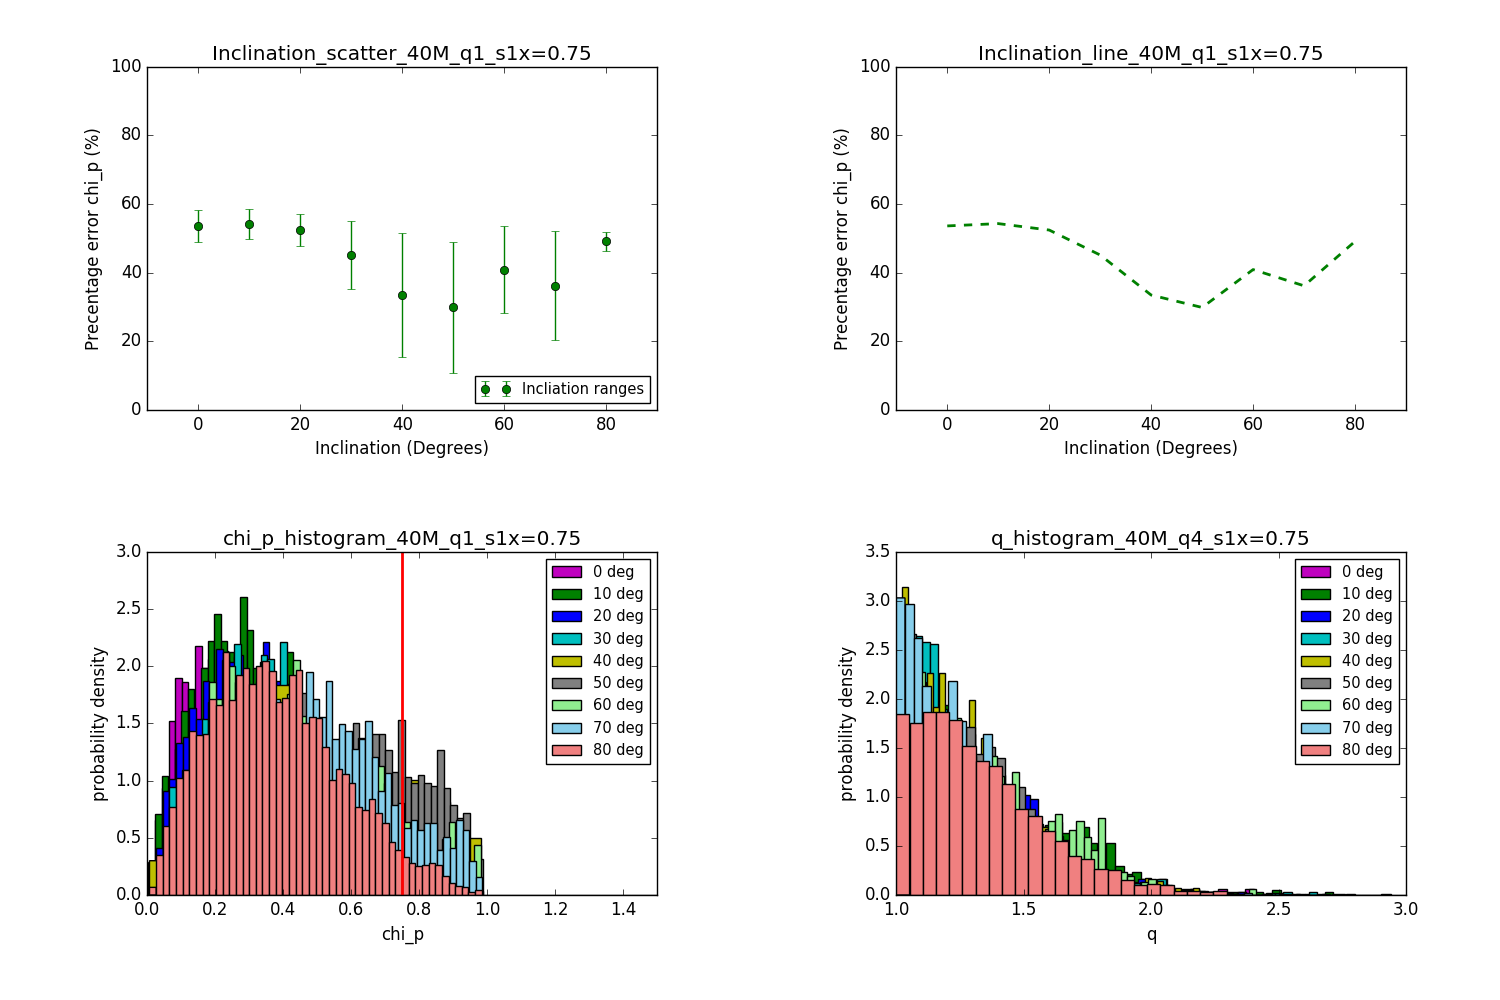 Inclination_scatter_40M_q1_s1x=0.75
100
80
60
40
20
0
Precentage error chi_p (%)
Incliation ranges
0 20 40 60 80
Inclination (Degrees)
Inclination_line_40M_q1_s1x=0.75
100
80
60
40
20
0
Precentage error chi_p (%)
0 20 40 60 80
Inclination (Degrees)
chi_p_histogram_40M_q1_s1x=0.75
3.0
2.5
2.0
1.5
1.0
0.5
0.0
probability density
0 deg
10 deg
20 deg
30 deg
40 deg
50 deg
60 deg
70 deg
80 deg
0.0 0.2 0.4 0.6 0.8 1.0 1.2 1.4
chi_p
q_histogram_40M_q4_s1x=0.75
3.5
3.0
2.5
2.0
1.5
1.0
0.5
0.0
probability density
0 deg
10 deg
20 deg
30 deg
40 deg
50 deg
60 deg
70 deg
80 deg
1.0 1.5 2.0 2.5 3.0
q